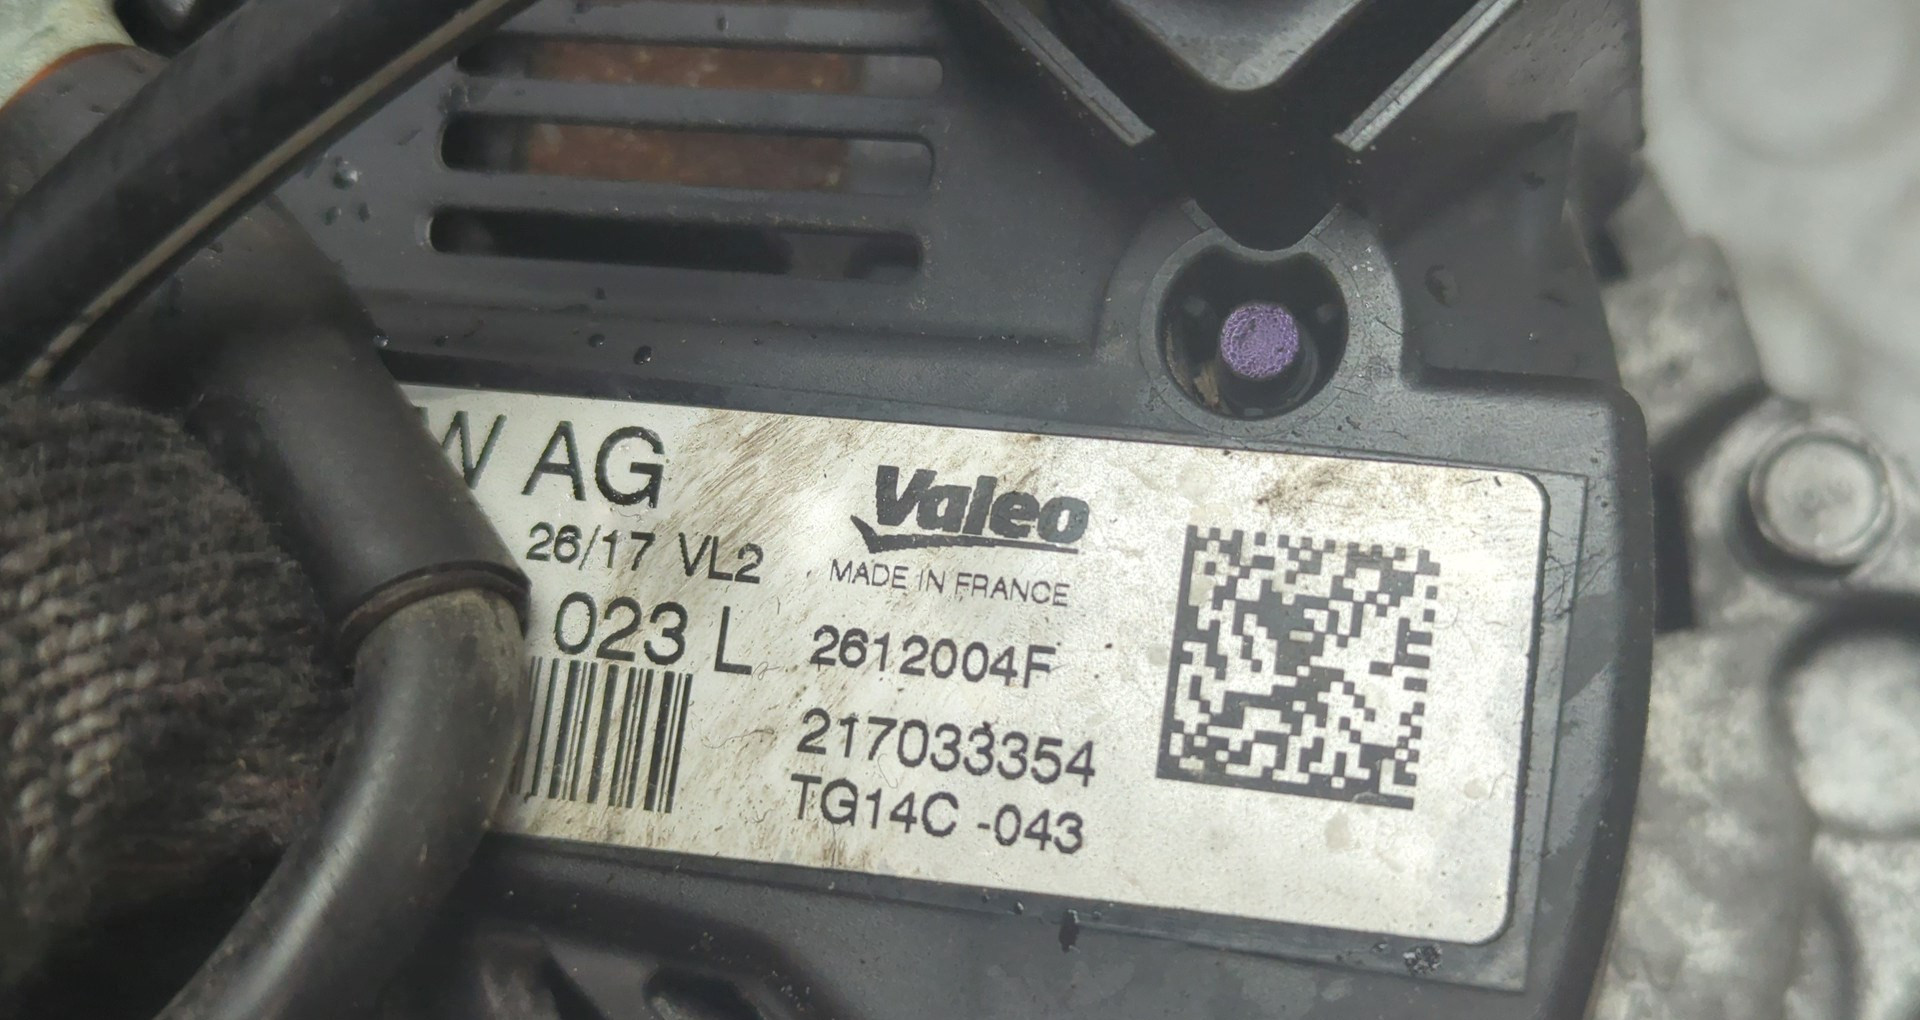 W AG
26/17 VL2
023 L
Valeo
MADE IN FRANCE
2612004F
217033354
TG14C -043